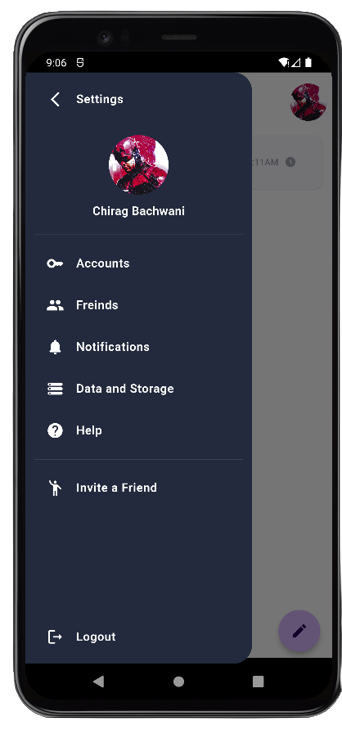 9:06
Settings
:11AM
Chirag Bachwani
Accounts
Freinds
Notifications
Data and Storage
Help
Invite a Friend
Logout